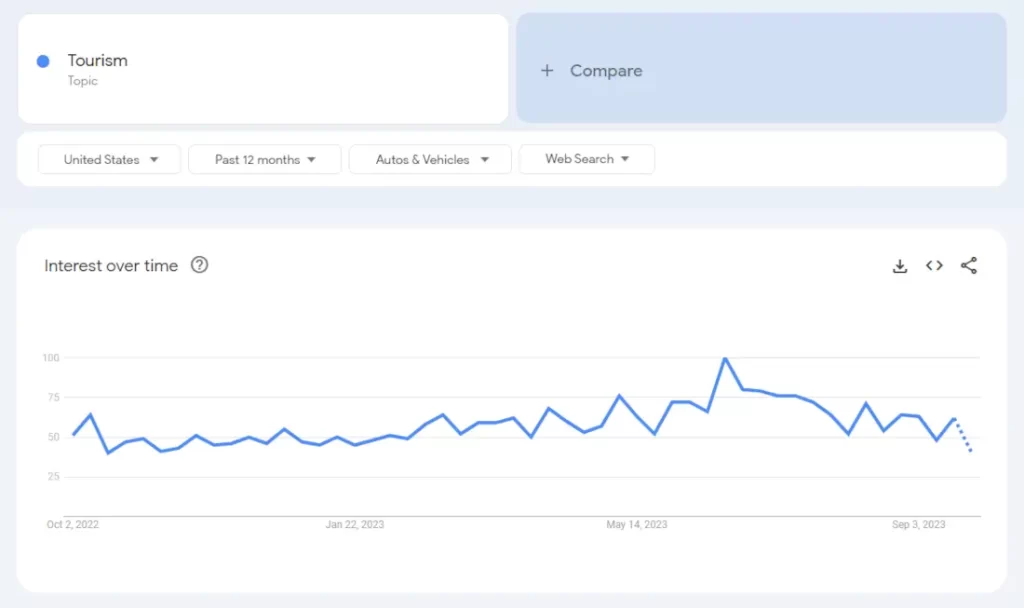 Tourism
Topic
+ Compare
United States
Past 12 months
Autos & Vehicles
Web Search
Interest over time ?
100
75
50
25
Oct 2, 2022
Jan 22, 2023
May 14, 2023
Sep 3, 2023